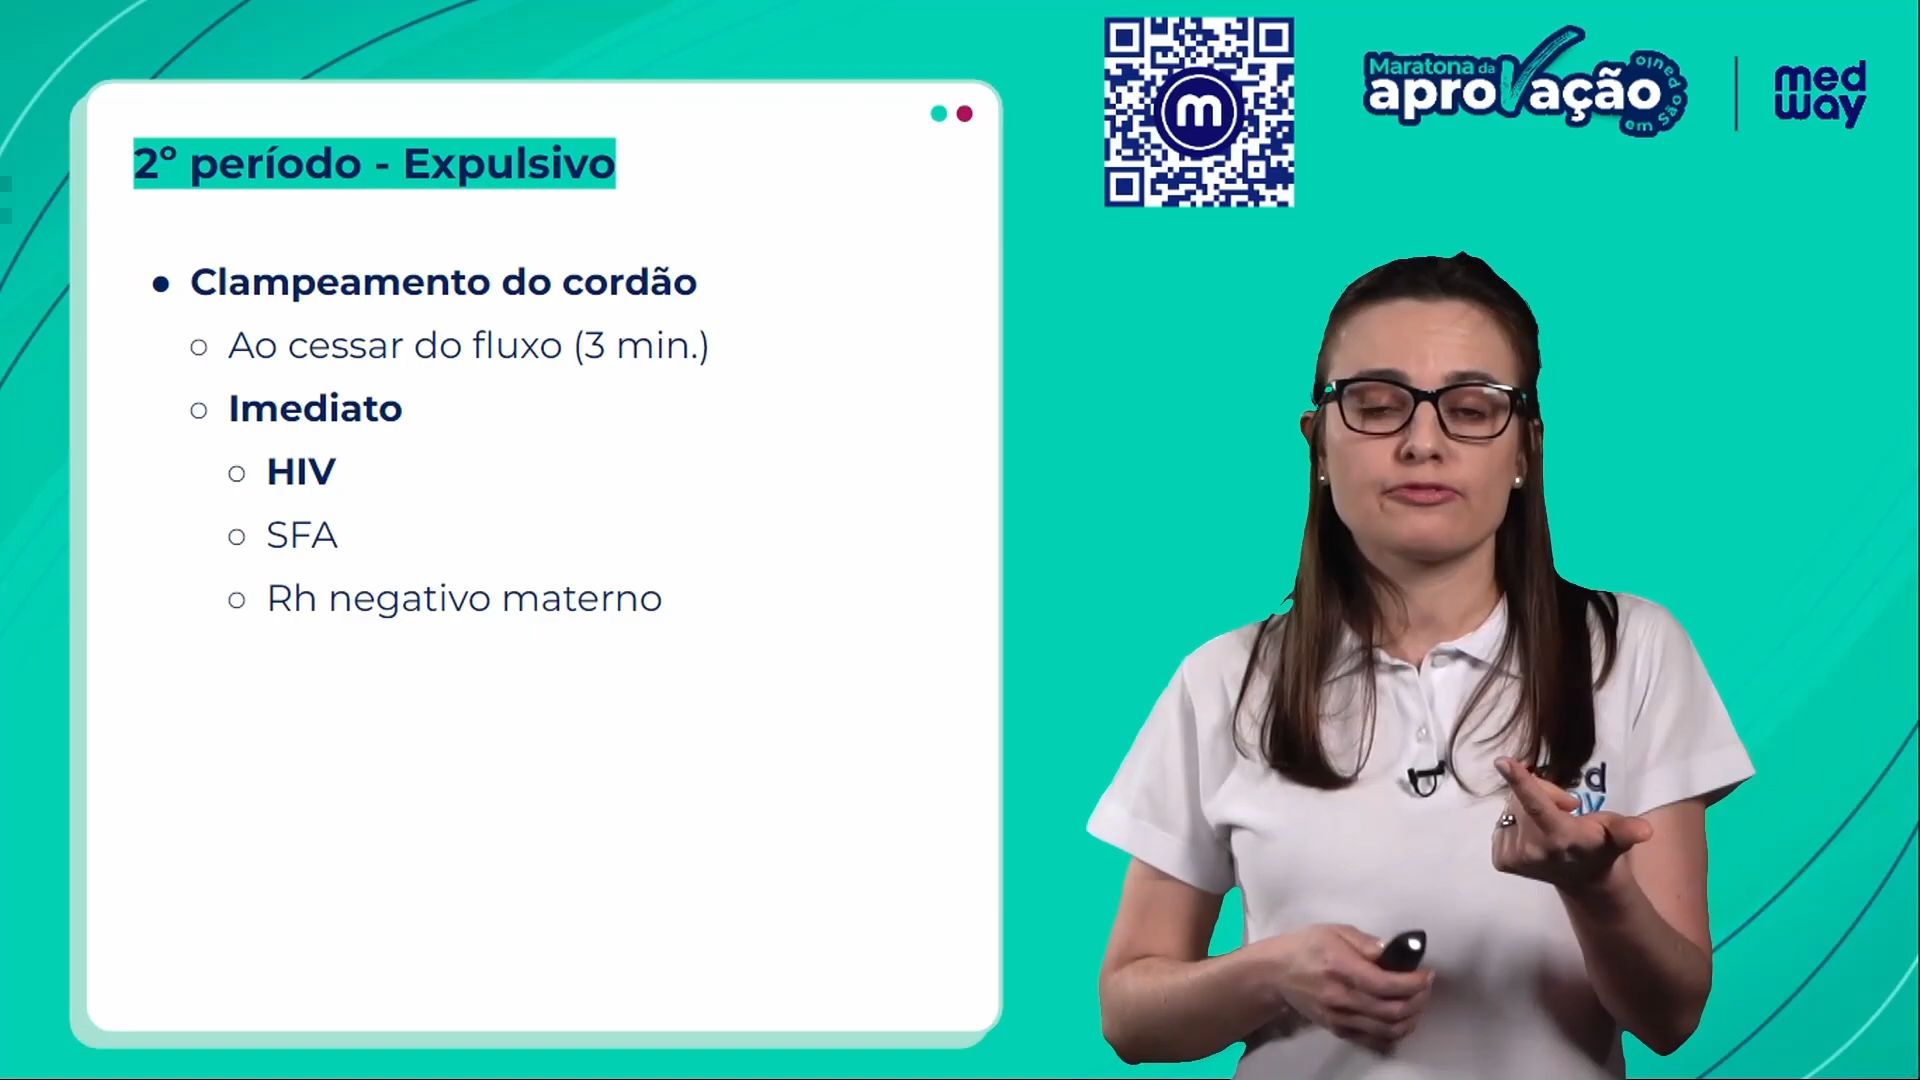 Maratona da
aproVação
em São Paulo
med
way
m
2º período - Expulsivo
Clampeamento do cordão
Ao cessar do fluxo (3 min.)
Imediato
HIV
SFA
Rh negativo materno